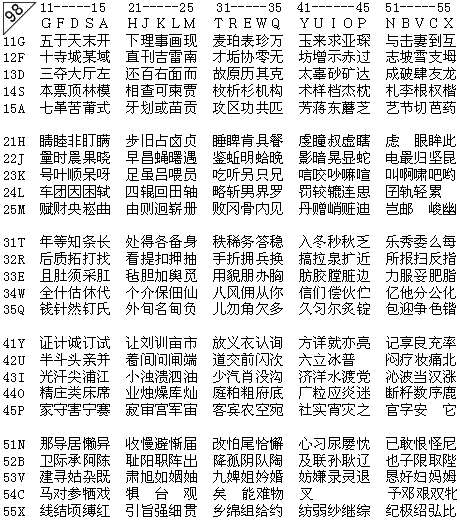 98
11-----15 21-----25 31-----35 41-----45 51-----55
G F D S A H J K L M T R E W Q Y U I O P N B V C X
11G 五于天末开 下理事画现 麦珀表珍万 玉来求亚琛 与击妻到互
12F 十寺城某域 直刊吉雷南 才垢协零无 坊增示赤过 志坡雪支坶
13D 三夺大厅左 还百右面而 故原历其克 太辜砂矿达 成破肆友龙
14S 本票顶林模 相查可柬贾 枚析杉机构 术样档杰枕 札李根权楷
15A 七革苦莆式 牙划或苗贡 攻区功共匹 芳蒋东蘑芝 艺节切芭药
21H 睛睦非盯瞒 步旧占卤贞 睡睥肯具餐 虔瞳叔虚瞎 虑 眼眸此
22J 量时晨果晓 早昌蝇曙遇 鉴蚯明蛤晚 影暗晃显蛇 电最归坚昆
23K 号叶顺呆呀 足虽吕喂员 吃听另只兄 唁咬吵嘛喧 叫啊啸吧哟
24L 车团因困轼 四辊回田轴 略斩男界罗 罚较辘连思 囝轨轻累
25M 赋财央崧曲 由则迥崭册 败冈骨内见 丹赠峭赃迪 岂邮 峻幽
31T 年等知条长 处得各备身 秩稀务答稳 入冬秒秋乏 乐秀委么每
32R 后质拓打找 看提扣押抽 手折拥兵换 搞拉泉扩近 所报扫反指
33E 且肚须采肛 毡胆加舆觅 用貌朋办胸 肪胶膛脏边 力服妥肥脂
34W 全什估休代 个介保佃仙 八风佣从你 信们偿伙伫 亿他分公化
35Q 钱针然钉氏 外旬名甸负 儿勿角欠多 久匀尔炙锭 包迎争色锴
41Y 证计诚订试 让刘训亩市 放义衣认询 方详就亦亮 记享良充率
42U 半斗头亲并 着间问闸端 道交前闪次 六立冰普 闷疗妆痛北
43I 光汗尖浦江 小浊溃泗油 少汽肖没沟 济洋水渡党 沁波当汉涨
44O 精庄类床席 业烛燥库灿 庭粕粗府底 广粒应炎迷 断籽数序鹿
45P 家守害宁赛 寂审宫军宙 客宾农空宛 社实宵灾之 官字安 它
51N 那导居懒异 收慢避惭届 改怕尾恰懈 心习尿屡忱 已敢恨怪尼
52B 卫际承阿陈 耻阳职阵出 降孤阴队陶 及联孙耿辽 也子限取陛
53V 建寻姑杂既 肃旭如姻妯 九婢姐妗婚 妨嫌录灵退 恳好妇妈姆
54C 马对参牺戏 犋 台 观 矣 能难物 叉 予邓艰双牝
55X 线结顷缚红 引旨强细贯 乡绵组给约 纺弱纱继综 纪级绍弘比